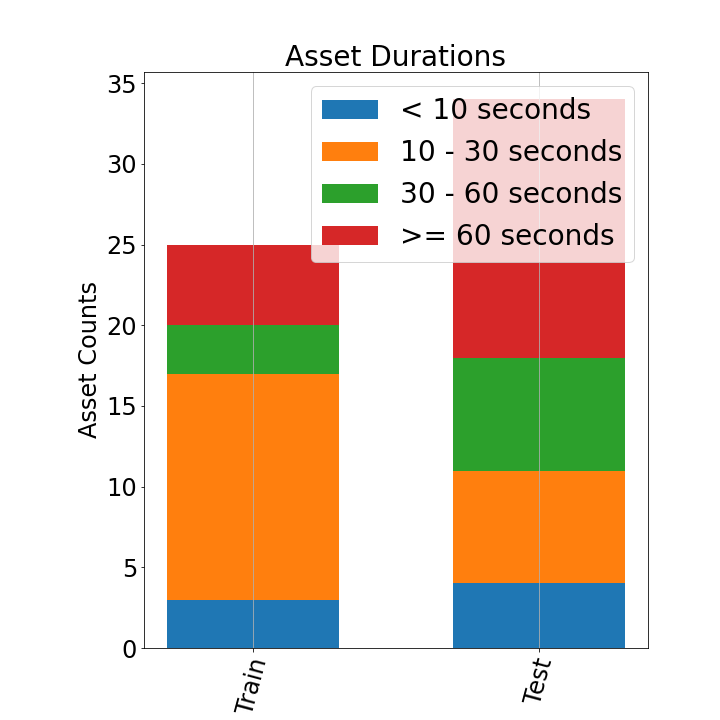 Asset Durations
35
30
25
20
15
10
5
0
Asset Counts
< 10 seconds
10 - 30 seconds
30 - 60 seconds
>= 60 seconds
Train
Test